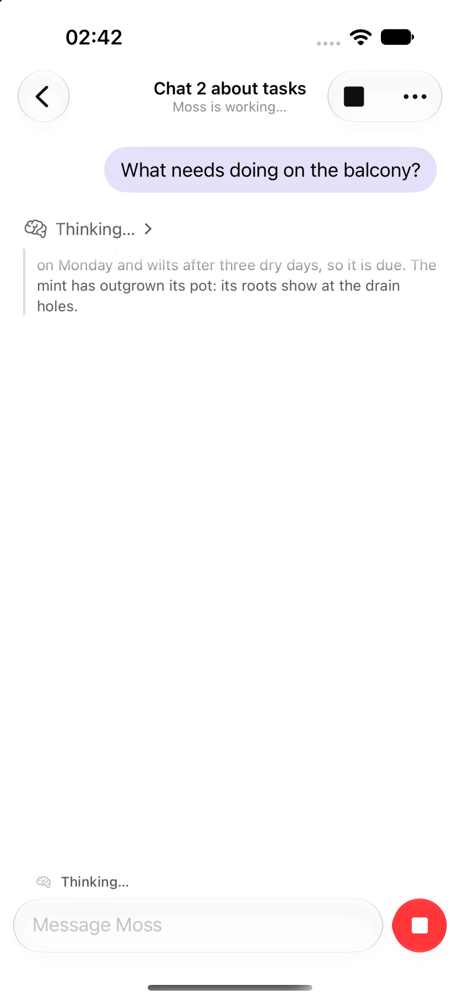 02:42
Chat 2 about tasks
Moss is working...
What needs doing on the balcony?
Thinking...
on Monday and wilts after three dry days, so it is due. The
mint has outgrown its pot: its roots show at the drain
holes.
Thinking...
Message Moss